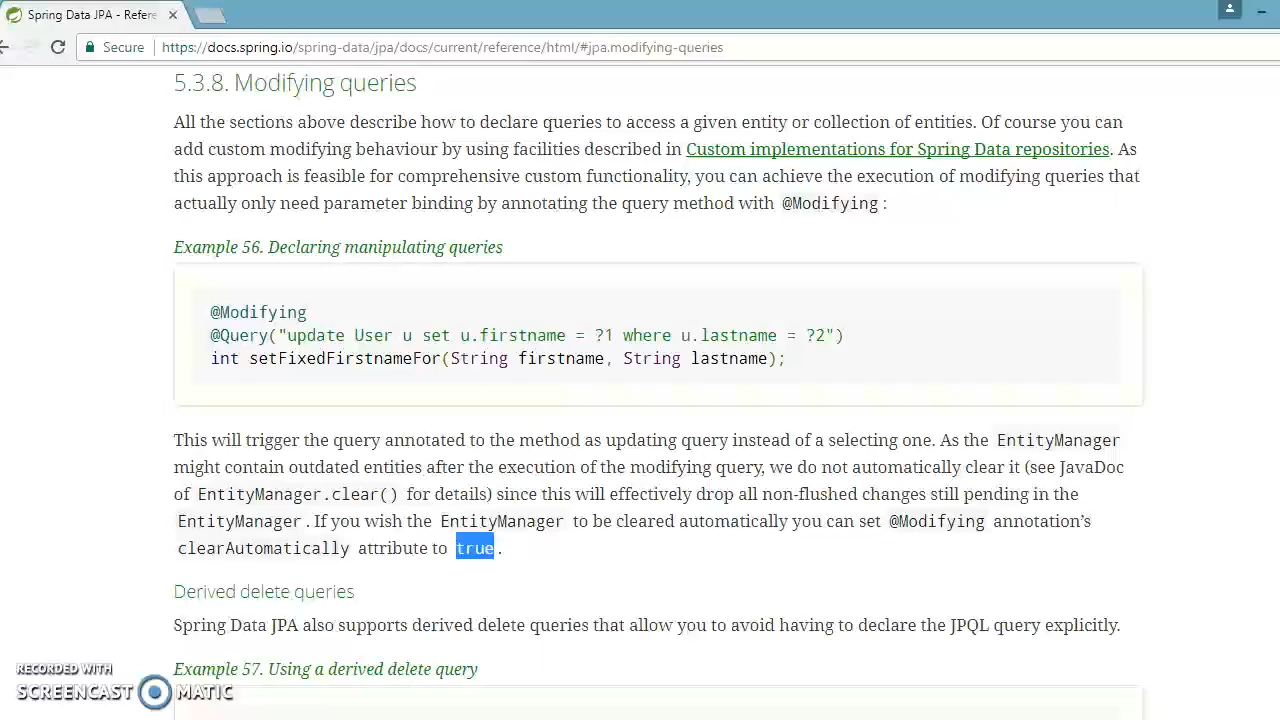 Spring Data JPA - Refere
Secure https://docs.spring.io/spring-data/jpa/docs/current/reference/html/#jpa.modifying-queries
5.3.8. Modifying queries
All the sections above describe how to declare queries to access a given entity or collection of entities. Of course you can
add custom modifying behaviour by using facilities described in Custom implementations for Spring Data repositories. As
this approach is feasible for comprehensive custom functionality, you can achieve the execution of modifying queries that
actually only need parameter binding by annotating the query method with @Modifying :
Example 56. Declaring manipulating queries
@Modifying
@Query("update User u set u.firstname = ?1 where u.lastname = ?2")
int setFixedFirstnameFor(String firstname, String lastname);
This will trigger the query annotated to the method as updating query instead of a selecting one. As the EntityManager
might contain outdated entities after the execution of the modifying query, we do not automatically clear it (see JavaDoc
of EntityManager.clear() for details) since this will effectively drop all non-flushed changes still pending in the
EntityManager . If you wish the EntityManager to be cleared automatically you can set @Modifying annotation’s
clearAutomatically attribute to true .
Derived delete queries
Spring Data JPA also supports derived delete queries that allow you to avoid having to declare the JPQL query explicitly.
Example 57. Using a derived delete query
RECORDED WITH
SCREENCAST MATIC